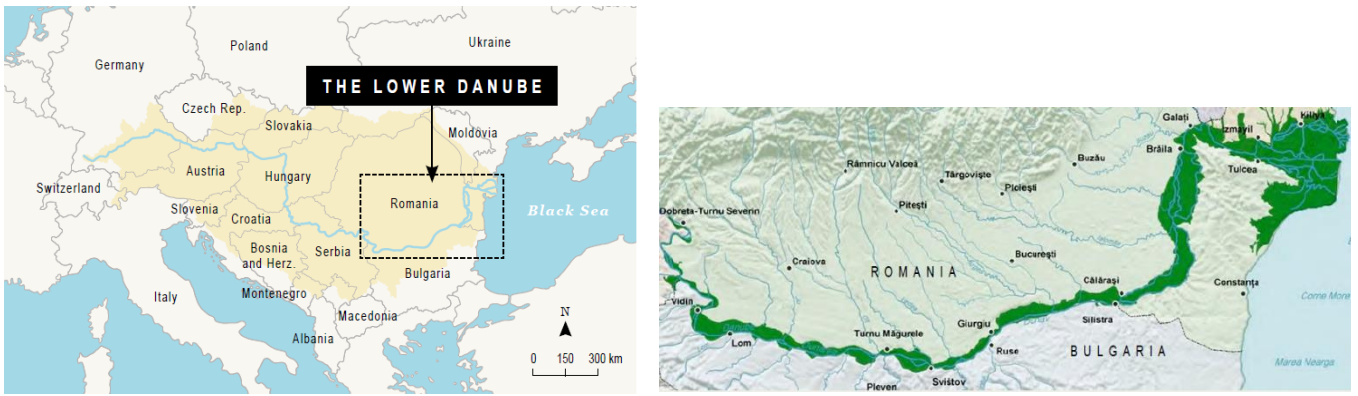 Poland
Ukraine
Germany
THE LOWER DANUBE
Czech Rep.
Slovakia
Moldova
Austria
Hungary
Switzerland
Romania
Slovenia
Black Sea
Croatia
Bosnia
and Herz.
Serbia
Bulgaria
Italy
Montenegro
Macedonia
Albania
N
0 150 300 km
Galați
Izmayil
Kiliya
Brăila
Buzău
Râmnicu Valcea
Tulcea
Târgoviște
Ploiești
Pitești
Dobreta-Turnu Severin
București
Craiova
ROMANIA
Călărași
Constanța
Vidin
Silistra
Giurgiu
Turnu Măgurele
Lom
Ruse
BULGARIA
Marea Neagra
Pleven
Svištov